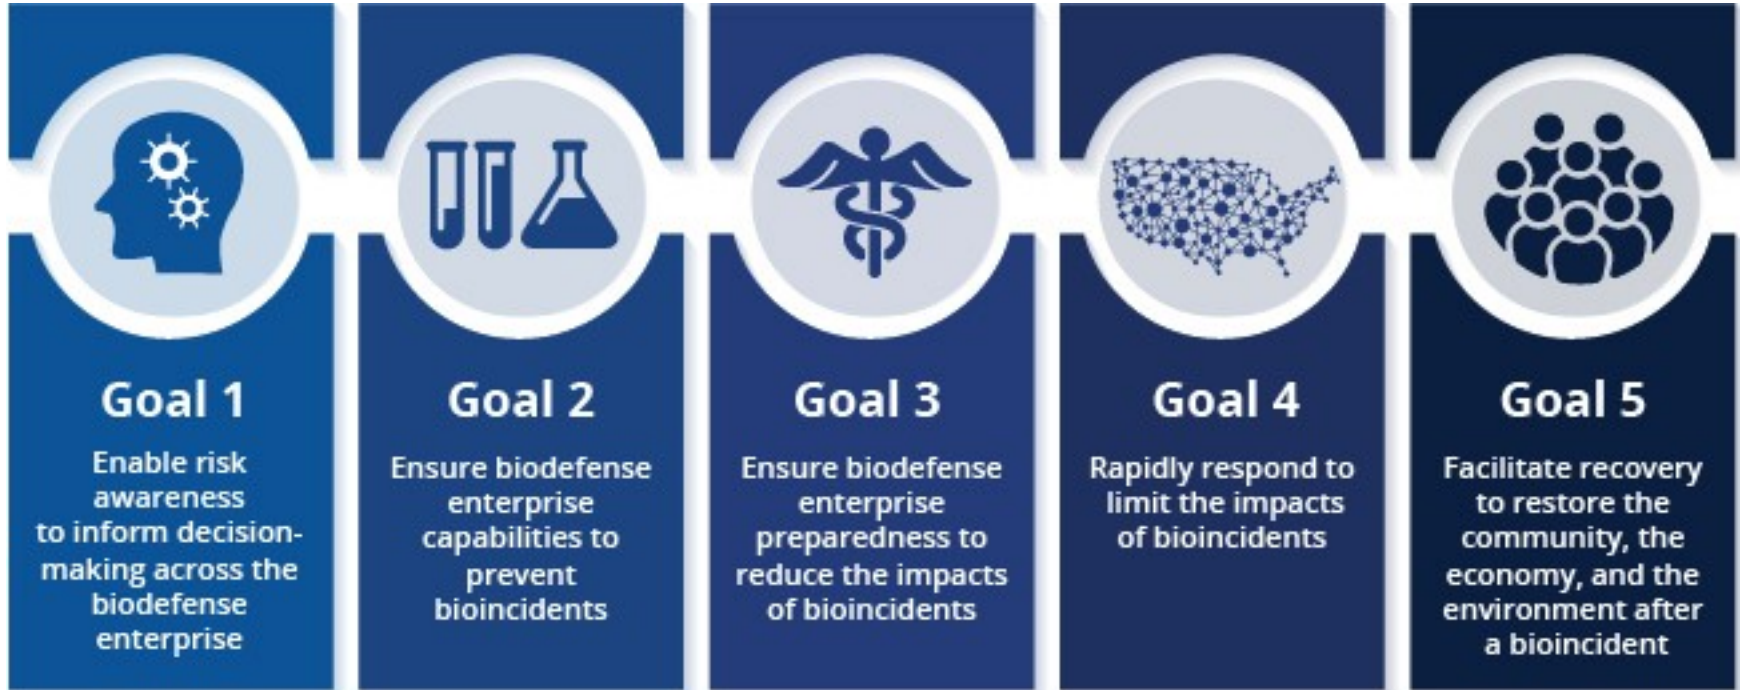 Goal 1
Enable risk
awareness
to inform decision-
making across the
biodefense
enterprise
Goal 2
Ensure biodefense
enterprise
capabilities to
prevent
bioincidents
Goal 3
Ensure biodefense
enterprise
preparedness to
reduce the impacts
of bioincidents
Goal 4
Rapidly respond to
limit the impacts
of bioincidents
Goal 5
Facilitate recovery
to restore the
community, the
economy, and the
environment after
a bioincident